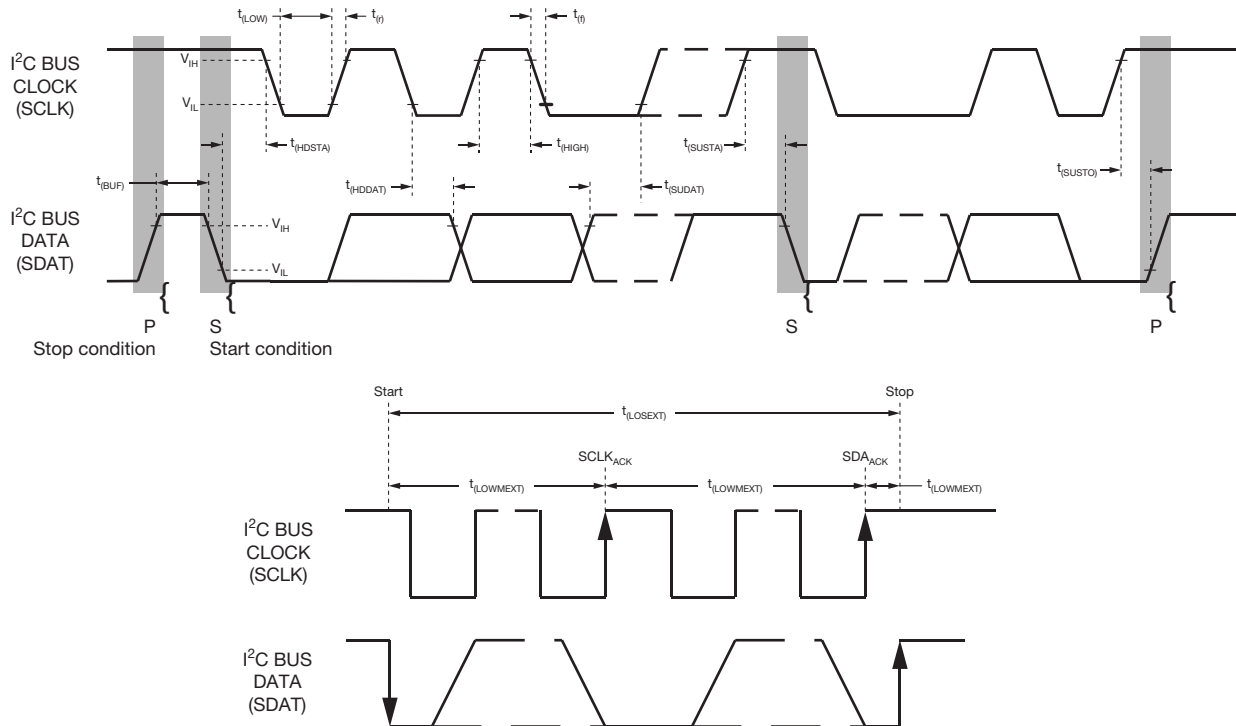 t(LOW) t(r) t(f)
I²C BUS
CLOCK
(SCLK)
VIH
VIL
t(HDSTA) t(HIGH) t(SUSTA) t(SUSTO)
t(BUF) t(HDDAT) t(SUDAT)
I²C BUS
DATA
(SDAT)
VIH
VIL
{ { { {
P S S P
Stop condition Start condition
Start Stop
t(LOSEXT)
SCLKACK SDAACK
t(LOWMEXT) t(LOWMEXT) t(LOWMEXT)
I²C BUS
CLOCK
(SCLK)
I²C BUS
DATA
(SDAT)